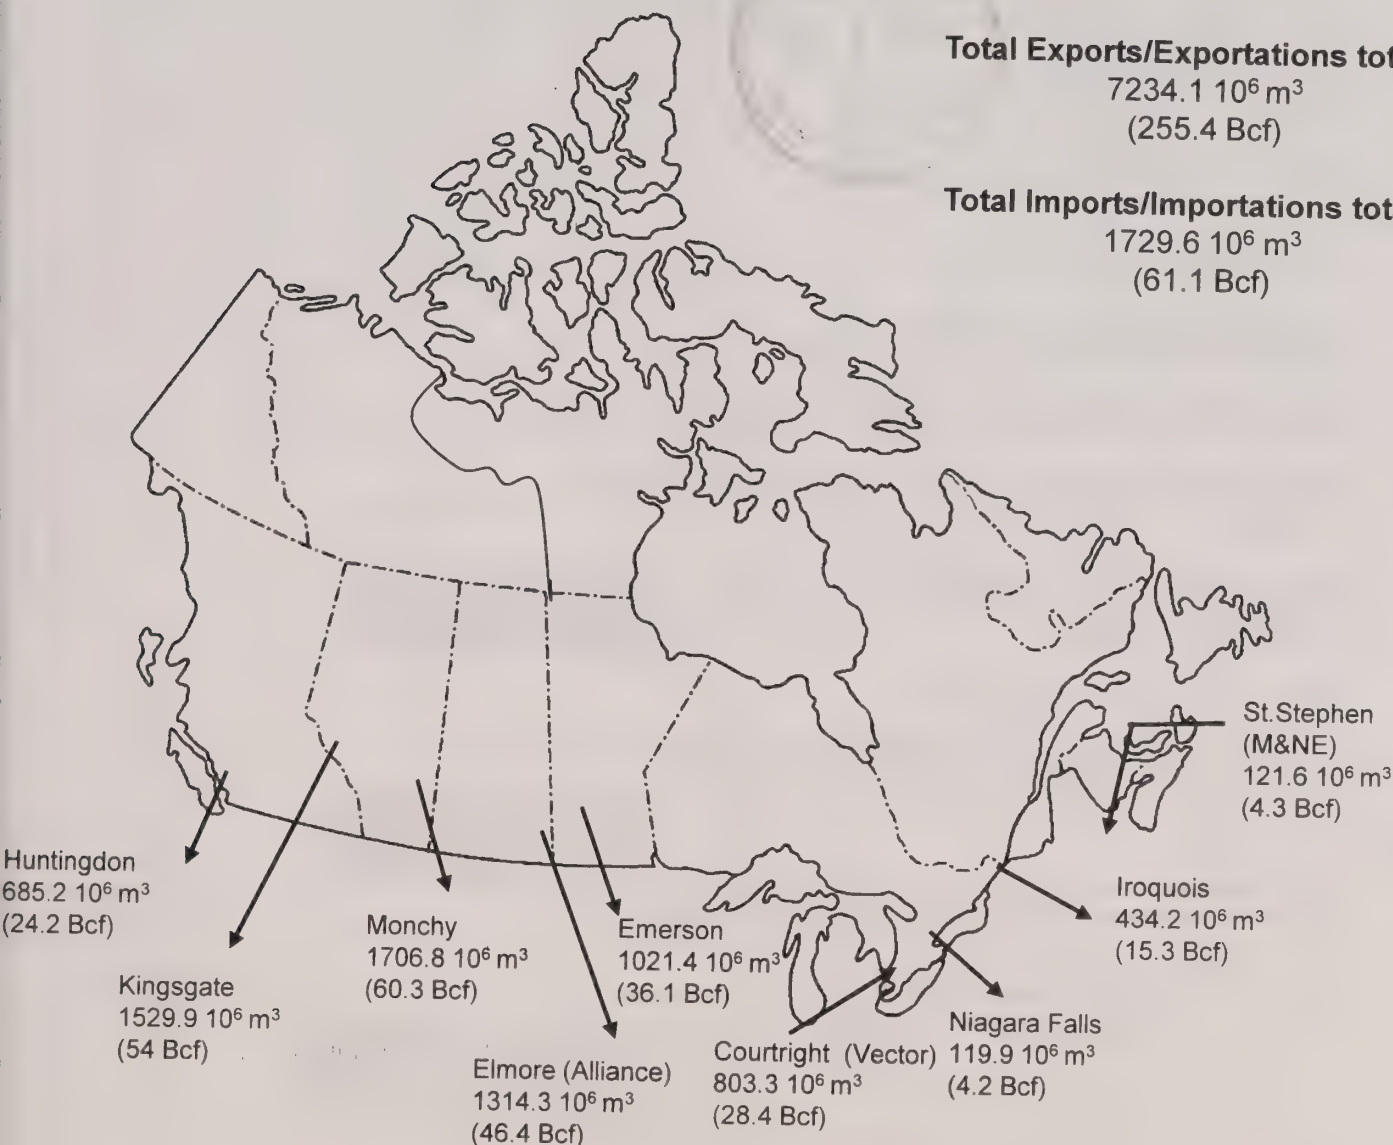 Total Exports/Exportations tot
7234.1 10⁶ m³
(255.4 Bcf)
Total Imports/Importations tot
1729.6 10⁶ m³
(61.1 Bcf)
St.Stephen
(M&NE)
121.6 10⁶ m³
(4.3 Bcf)
Huntingdon
685.2 10⁶ m³
(24.2 Bcf)
Iroquois
434.2 10⁶ m³
(15.3 Bcf)
Monchy
1706.8 10⁶ m³
(60.3 Bcf)
Emerson
1021.4 10⁶ m³
(36.1 Bcf)
Kingsgate
1529.9 10⁶ m³
(54 Bcf)
Niagara Falls
119.9 10⁶ m³
(4.2 Bcf)
Courtright (Vector)
803.3 10⁶ m³
(28.4 Bcf)
Elmore (Alliance)
1314.3 10⁶ m³
(46.4 Bcf)